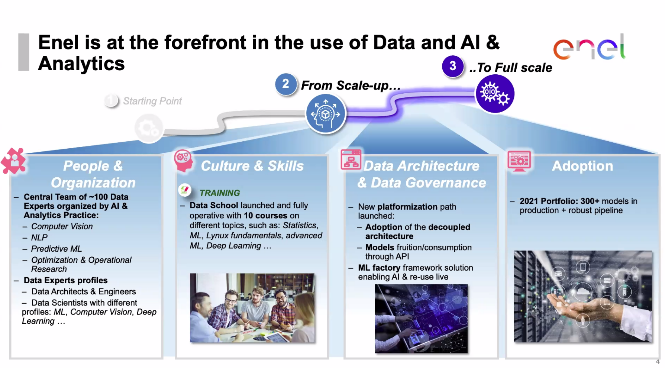 Enel is at the forefront in the use of Data and AI &
Analytics
enel
1 Starting Point
2 From Scale-up…
3 ..To Full scale
People &
Organization
– Central Team of ~100 Data
Experts organized by AI &
Analytics Practice:
– Computer Vision
– NLP
– Predictive ML
– Optimization & Operational
Research
– Data Experts profiles
– Data Architects & Engineers
– Data Scientists with different
profiles: ML, Computer Vision, Deep
Learning …
Culture & Skills
TRAINING
– Data School launched and fully
operative with 10 courses on
different topics, such as: Statistics,
ML, Lynux fundamentals, advanced
ML, Deep Learning …
Data Architecture
& Data Governance
– New platformization path
launched:
– Adoption of the decoupled
architecture
– Models fruition/consumption
through API
– ML factory framework solution
enabling AI & re-use live
Adoption
– 2021 Portfolio: 300+ models in
production + robust pipeline
4